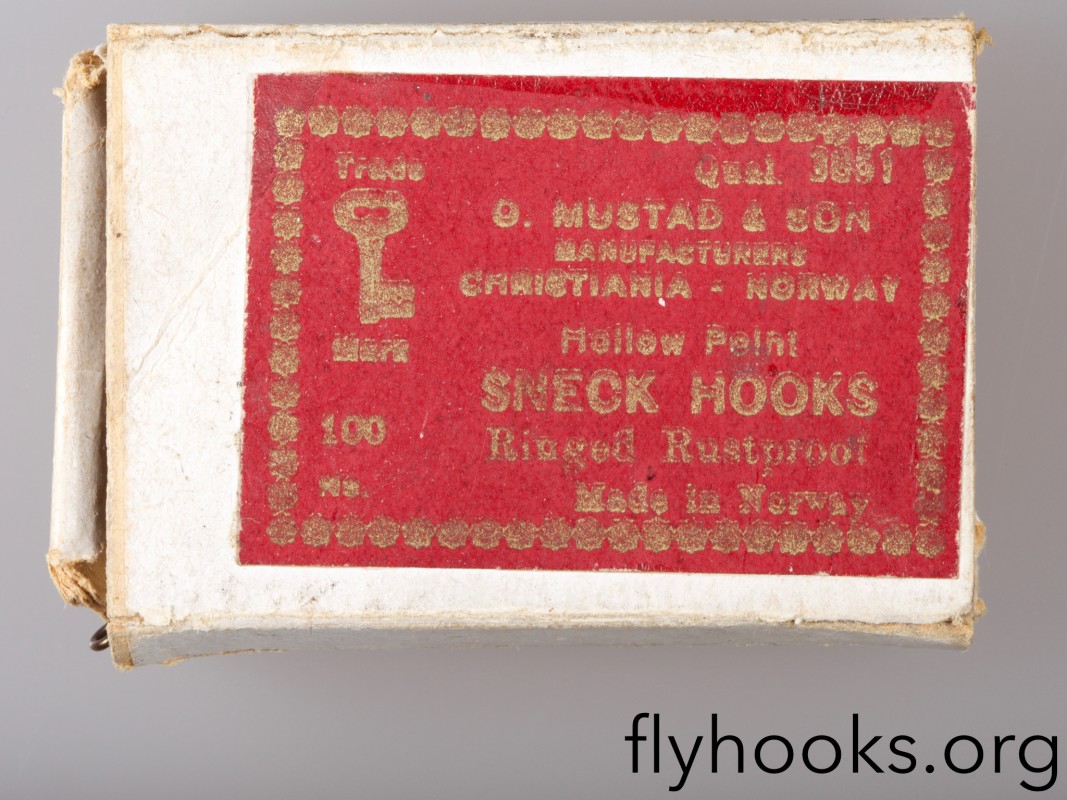 Trade
Qual. 3851
O. MUSTAD & SON
MANUFACTURERS
CHRISTIANIA - NORWAY
Mark
Hollow Point
SNECK HOOKS
100
Ringed Rustproof
No.
Made in Norway
flyhooks.org